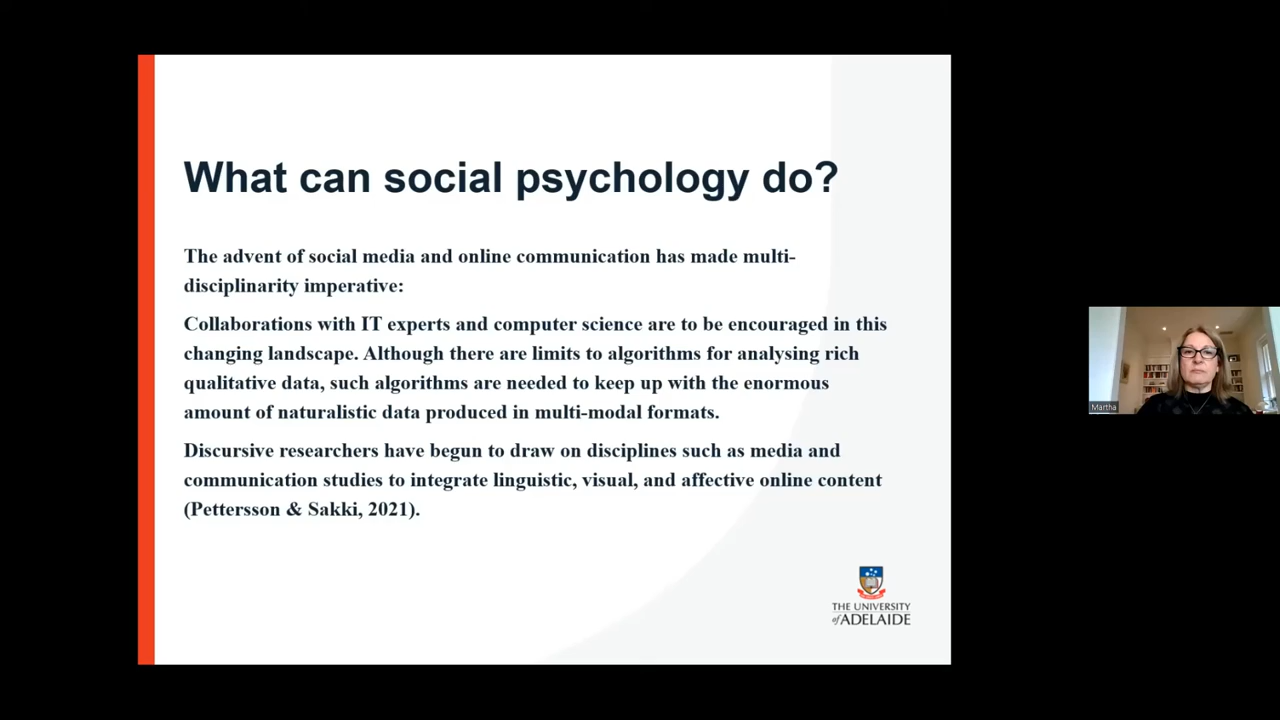 What can social psychology do?
The advent of social media and online communication has made multi-
disciplinarity imperative:
Collaborations with IT experts and computer science are to be encouraged in this
changing landscape. Although there are limits to algorithms for analysing rich
qualitative data, such algorithms are needed to keep up with the enormous
amount of naturalistic data produced in multi-modal formats.
Discursive researchers have begun to draw on disciplines such as media and
communication studies to integrate linguistic, visual, and affective online content
(Pettersson & Sakki, 2021).
THE UNIVERSITY
of ADELAIDE
Martha